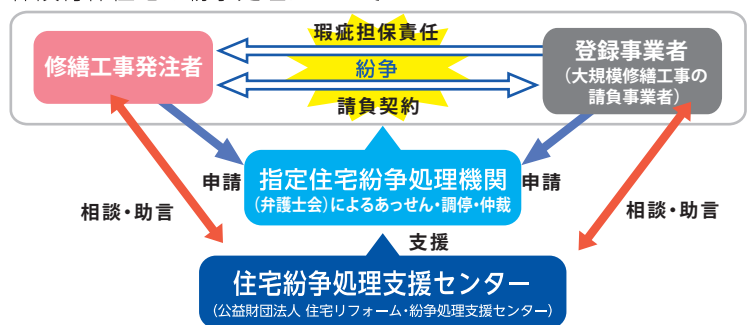 瑕疵担保責任
修繕工事発注者
紛争
登録事業者
（大規模修繕工事の
請負事業者）
請負契約
申請
指定住宅紛争処理機関
（弁護士会）によるあっせん・調停・仲裁
申請
相談・助言
相談・助言
支援
住宅紛争処理支援センター
（公益財団法人 住宅リフォーム・紛争処理支援センター）